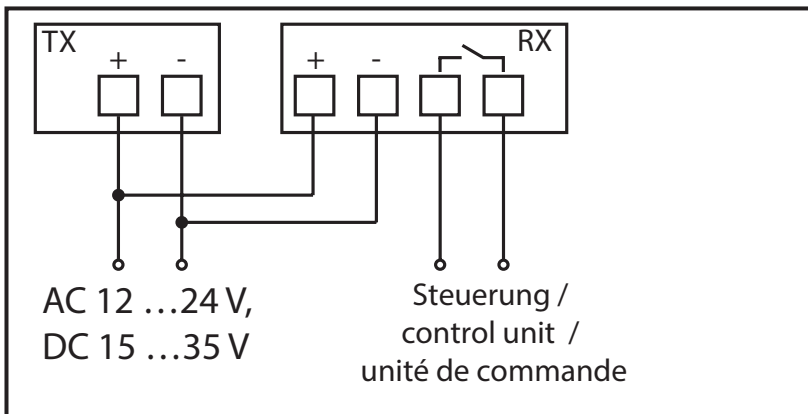 TX
RX
+ -
+ -
AC 12 …24 V,
DC 15 …35 V
Steuerung /
control unit /
unité de commande